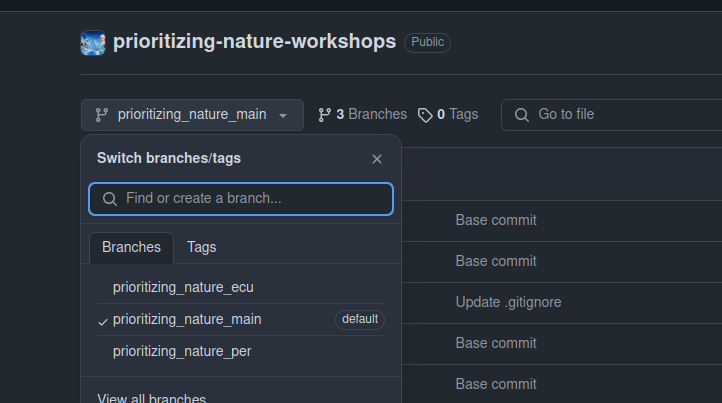 prioritizing-nature-workshops Public
prioritizing_nature_main 3 Branches 0 Tags Go to file
Switch branches/tags
Find or create a branch...
Branches Tags
prioritizing_nature_ecu
prioritizing_nature_main default
prioritizing_nature_per
View all branches
Base commit
Base commit
Update .gitignore
Base commit
Base commit